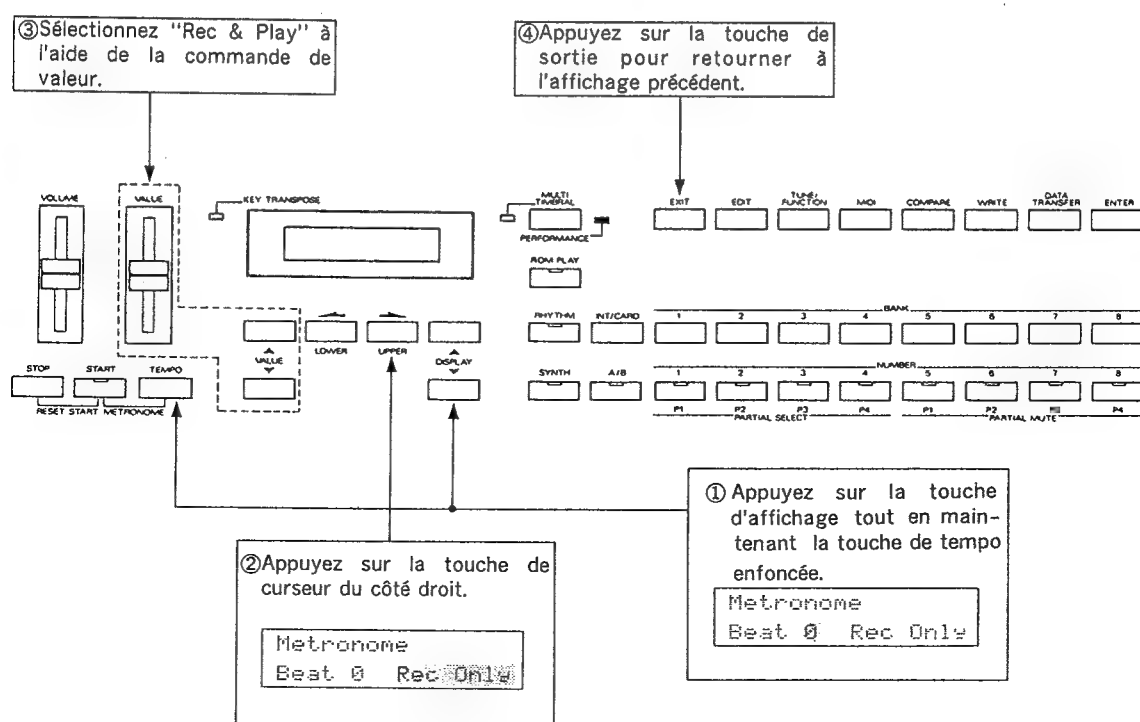 ③Sélectionnez "Rec & Play" à
l'aide de la commande de
valeur.
④Appuyez sur la touche de
sortie pour retourner à
l'affichage précédent.
VOLUME
VALUE
KEY TRANSPOSE
MULTI
TIMBRAL
PERFORMANCE
EXIT
EDIT
TUNE/
FUNCTION
MIDI
COMPARE
WRITE
DATA
TRANSFER
ENTER
ROM PLAY
RHYTHM
INT/CARD
BANK
1 2 3 4 5 6 7 8
LOWER
UPPER
VALUE
DISPLAY
STOP
START
TEMPO
RESET START
METRONOME
SYNTH
A/B
NUMBER
1 2 3 4 5 6 7 8
P1 P2 P3 P4 P1 P2 P4
PARTIAL SELECT
PARTIAL MUTE
① Appuyez sur la touche
d'affichage tout en main-
tenant la touche de tempo
enfoncée.
Metronome
Beat 0 Rec Only
②Appuyez sur la touche de
curseur du côté droit.
Metronome
Beat 0 Rec Only